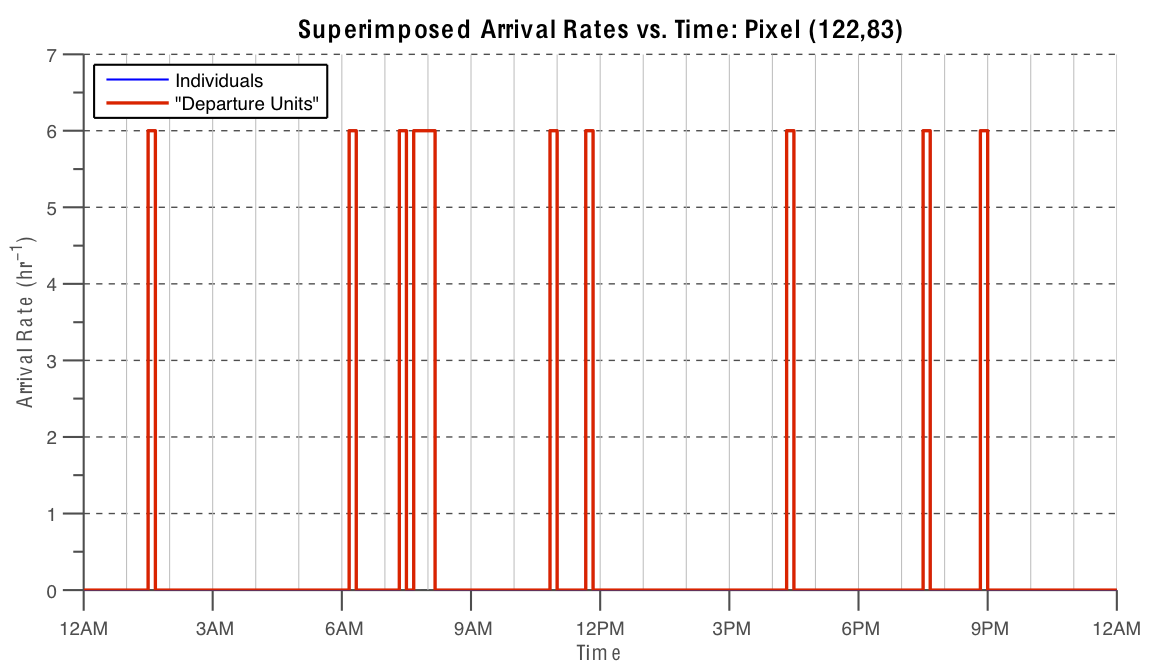 Superimposed Arrival Rates vs. Time: Pixel (122,83)
7
Individuals
"Departure Units"
6
5
4
3
2
1
0
Arrival Rate (hr⁻¹)
12AM 3AM 6AM 9AM 12PM 3PM 6PM 9PM 12AM
Time